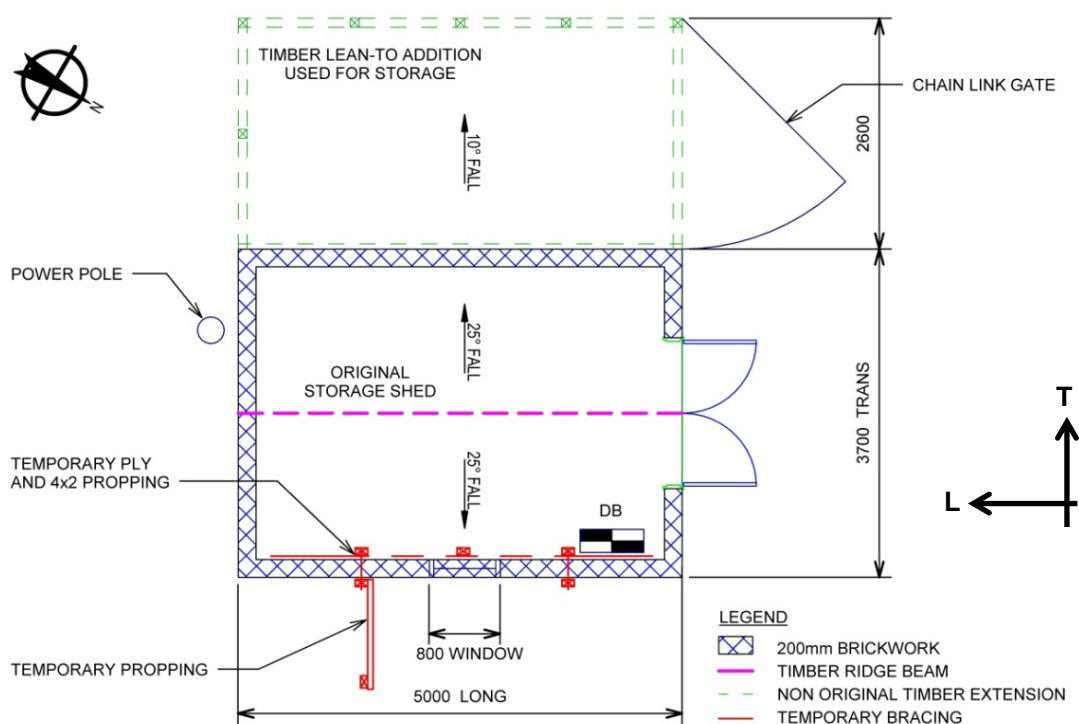 TIMBER LEAN-TO ADDITION
USED FOR STORAGE
N
CHAIN LINK GATE
2600
10° FALL
POWER POLE
25° FALL
ORIGINAL
STORAGE SHED
3700 TRANS
T
L
TEMPORARY PLY
AND 4x2 PROPPING
25° FALL
DB
TEMPORARY PROPPING
800 WINDOW
5000 LONG
LEGEND
200mm BRICKWORK
TIMBER RIDGE BEAM
NON ORIGINAL TIMBER EXTENSION
TEMPORARY BRACING